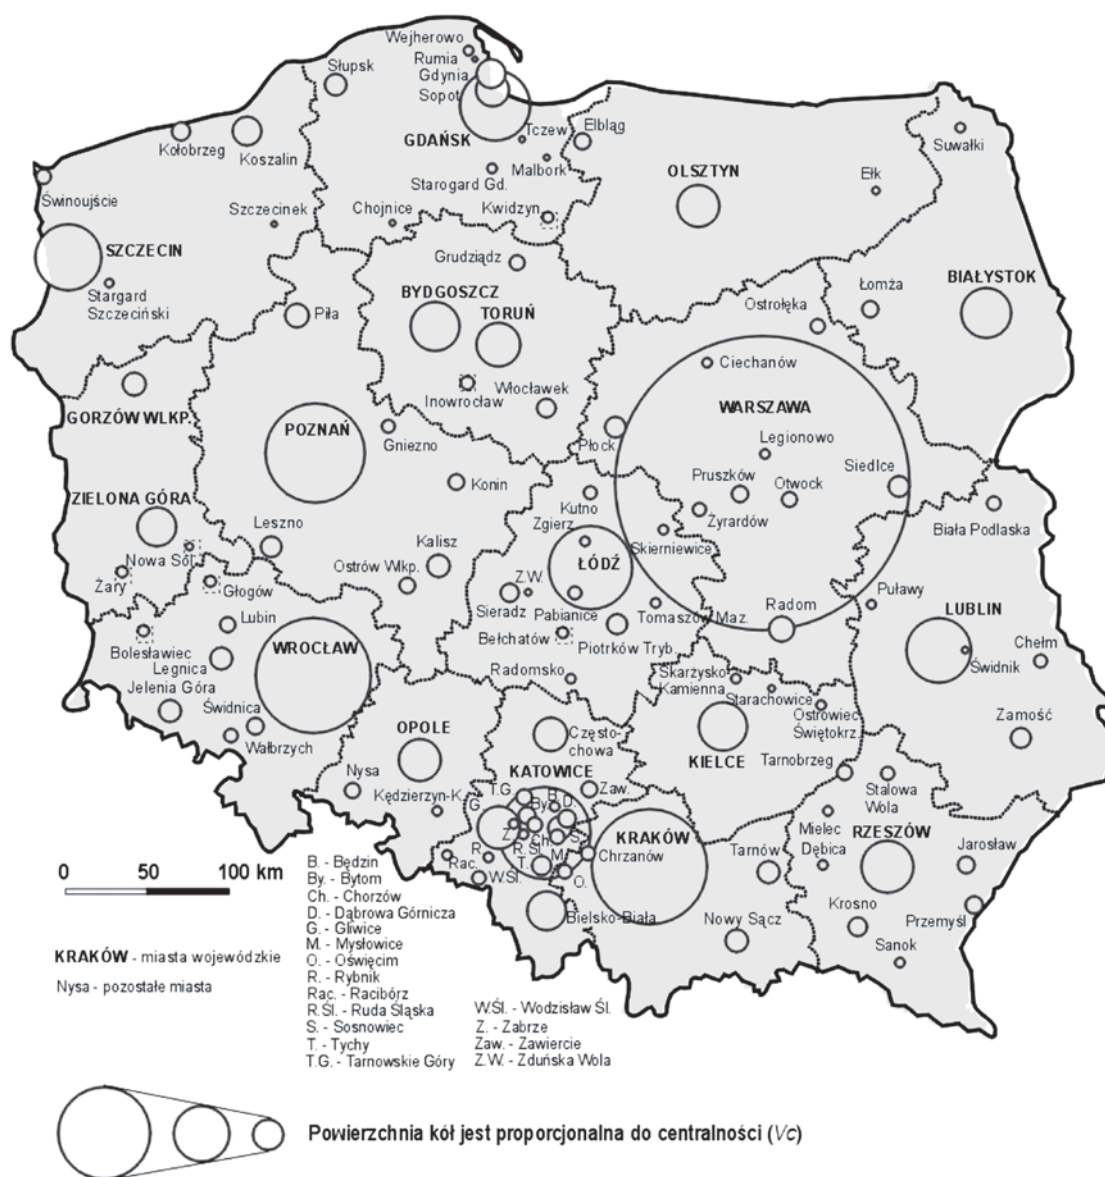 Wejherowo
Rumia
Gdynia
Sopot
Słupsk
GDAŃSK
Tczew
Elbląg
Malbork
Starogard Gd.
Kwidzyn
Chojnice
Kołobrzeg
Koszalin
Świnoujście
Szczecinek
SZCZECIN
Stargard
Szczeciński
OLSZTYN
Ełk
Suwałki
BIAŁYSTOK
Łomża
Ostrołęka
Grudziądz
BYDGOSZCZ
TORUŃ
Piła
Inowrocław
Włocławek
GORZÓW WLKP.
POZNAŃ
Gniezno
Konin
Płock
Ciechanów
WARSZAWA
Legionowo
Siedlce
Pruszków
Otwock
Żyrardów
Skierniewice
Biała Podlaska
ZIELONA GÓRA
Nowa Sól
Żary
Leszno
Głogów
Kalisz
Ostrów Wlkp.
Kutno
Zgierz
ŁÓDŹ
Z.W.
Sieradz
Pabianice
Bełchatów
Tomaszów Maz.
Piotrków Tryb.
Radomsko
Radom
Puławy
LUBLIN
Chełm
Świdnik
Zamość
Lubin
Bolesławiec
Legnica
Jelenia Góra
WROCŁAW
Świdnica
Wałbrzych
OPOLE
Nysa
Kędzierzyn-K.
Często-
chowa
KATOWICE
Zaw.
T.G.
By.
B.
D.
G.
Z.
Ch.
S.
R.Śl.
R.
M.
T.
Rac.
W.Śl.
O.
Chrzanów
Bielsko-Biała
Skarżysko-
Kamienna
Starachowice
Ostrowiec
Świętokrz.
KIELCE
Tarnobrzeg
Stalowa
Wola
Mielec
Dębica
RZESZÓW
Jarosław
Krosno
Przemyśl
Sanok
KRAKÓW
Tarnów
Nowy Sącz
0 50 100 km
KRAKÓW - miasta wojewódzkie
Nysa - pozostałe miasta
B. - Będzin
By. - Bytom
Ch. - Chorzów
D. - Dąbrowa Górnicza
G. - Gliwice
M. - Mysłowice
O. - Oświęcim
R. - Rybnik
Rac. - Racibórz
R.Śl. - Ruda Śląska
S. - Sosnowiec
T. - Tychy
T.G. - Tarnowskie Góry
W.Śl. - Wodzisław Śl.
Z. - Zabrze
Zaw. - Zawiercie
Z.W. - Zduńska Wola
Powierzchnia kół jest proporcjonalna do centralności (Vc)